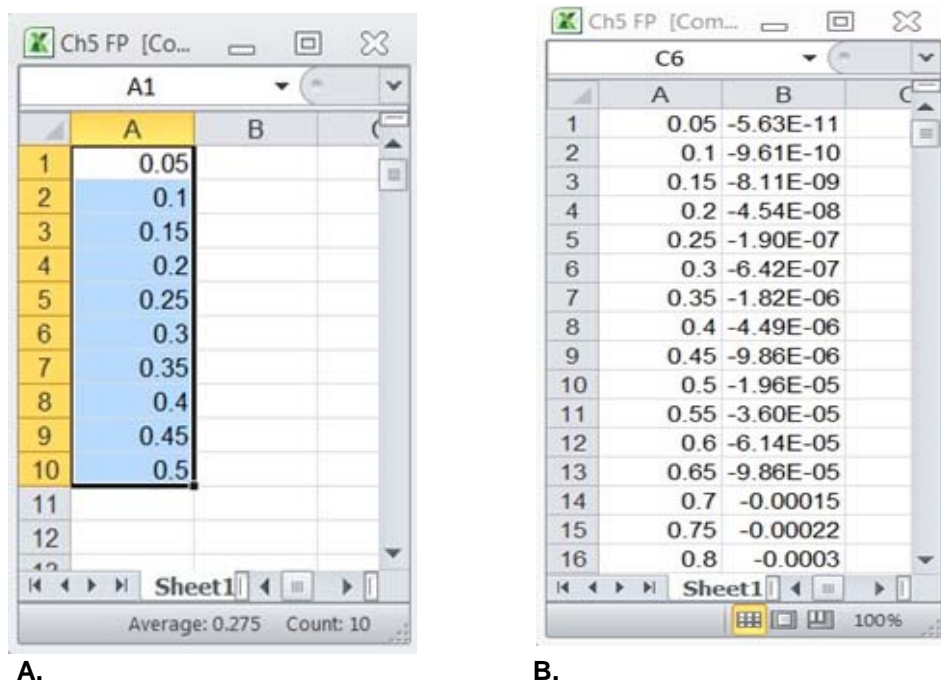 Ch5 FP [Co...
A1
A B
1 0.05
2 0.1
3 0.15
4 0.2
5 0.25
6 0.3
7 0.35
8 0.4
9 0.45
10 0.5
11
12
Sheet1
Average: 0.275 Count: 10
A.
Ch5 FP [Com...
C6
A B C
1 0.05 -5.63E-11
2 0.1 -9.61E-10
3 0.15 -8.11E-09
4 0.2 -4.54E-08
5 0.25 -1.90E-07
6 0.3 -6.42E-07
7 0.35 -1.82E-06
8 0.4 -4.49E-06
9 0.45 -9.86E-06
10 0.5 -1.96E-05
11 0.55 -3.60E-05
12 0.6 -6.14E-05
13 0.65 -9.86E-05
14 0.7 -0.00015
15 0.75 -0.00022
16 0.8 -0.0003
Sheet1
100%
B.